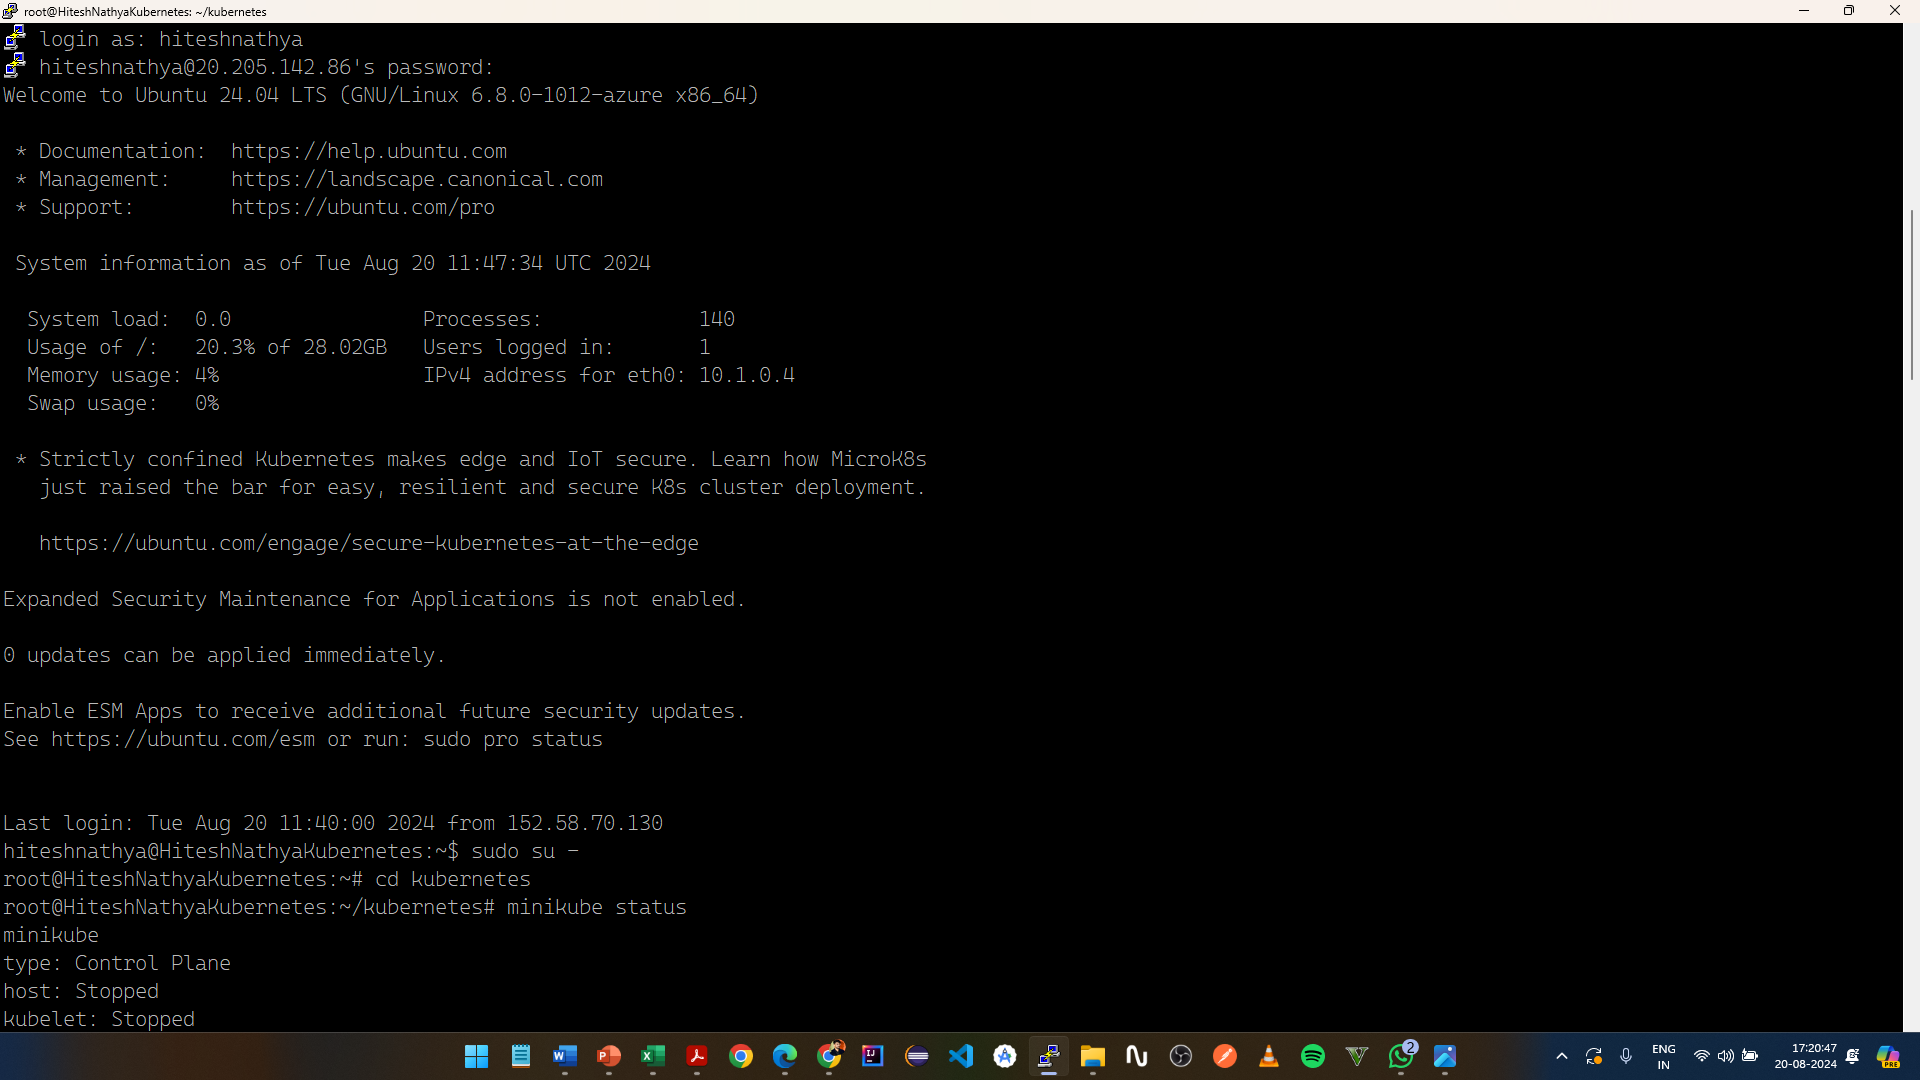 root@HiteshNathyaKubernetes: ~/kubernetes
login as: hiteshnathya
hiteshnathya@20.205.142.86's password:
Welcome to Ubuntu 24.04 LTS (GNU/Linux 6.8.0-1012-azure x86_64)
* Documentation: https://help.ubuntu.com
* Management: https://landscape.canonical.com
* Support: https://ubuntu.com/pro
System information as of Tue Aug 20 11:47:34 UTC 2024
System load: 0.0 Processes: 140
Usage of /: 20.3% of 28.02GB Users logged in: 1
Memory usage: 4% IPv4 address for eth0: 10.1.0.4
Swap usage: 0%
* Strictly confined Kubernetes makes edge and IoT secure. Learn how MicroK8s
just raised the bar for easy, resilient and secure K8s cluster deployment.
https://ubuntu.com/engage/secure-kubernetes-at-the-edge
Expanded Security Maintenance for Applications is not enabled.
0 updates can be applied immediately.
Enable ESM Apps to receive additional future security updates.
See https://ubuntu.com/esm or run: sudo pro status
Last login: Tue Aug 20 11:40:00 2024 from 152.58.70.130
hiteshnathya@HiteshNathyaKubernetes:~$ sudo su -
root@HiteshNathyaKubernetes:~# cd kubernetes
root@HiteshNathyaKubernetes:~/kubernetes# minikube status
minikube
type: Control Plane
host: Stopped
kubelet: Stopped
ENG
IN
17:20:47
20-08-2024
2
PRE